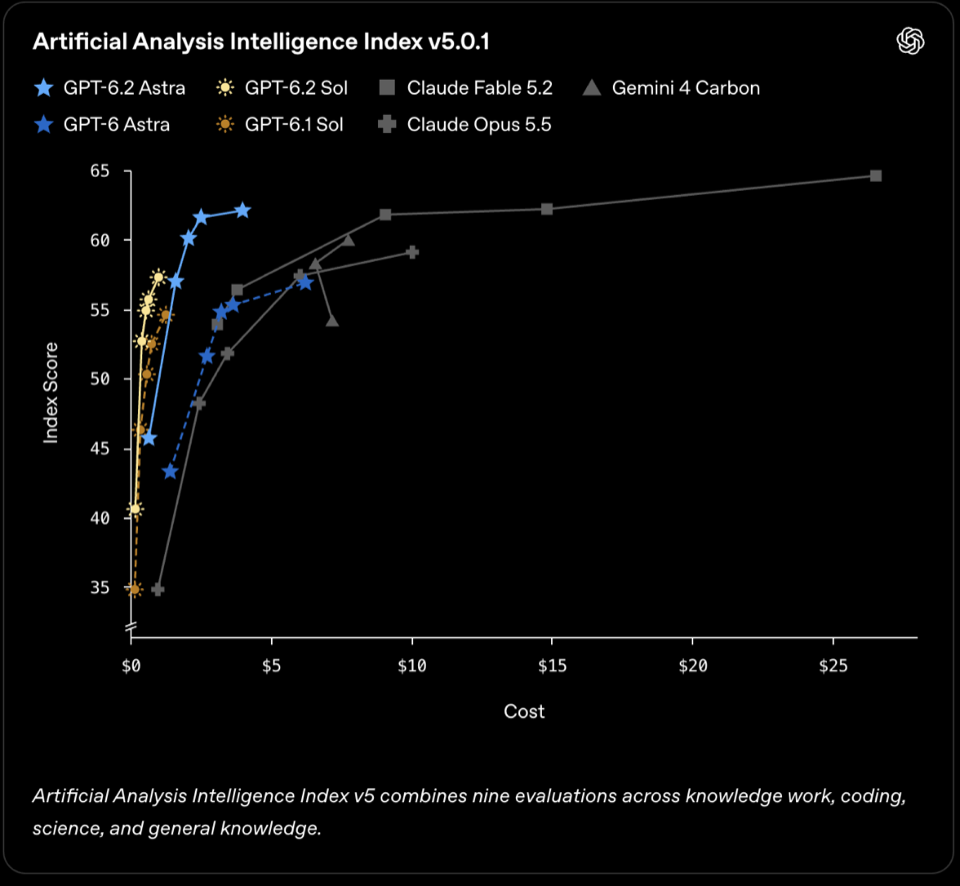 Artificial Analysis Intelligence Index v5.0.1
GPT-6.2 Astra GPT-6.2 Sol Claude Fable 5.2 Gemini 4 Carbon
GPT-6 Astra GPT-6.1 Sol Claude Opus 5.5
65
60
55
50
45
40
35
Index Score
$0 $5 $10 $15 $20 $25
Cost
Artificial Analysis Intelligence Index v5 combines nine evaluations across knowledge work, coding,
science, and general knowledge.